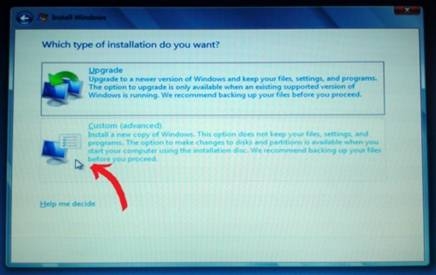 Install Windows
Which type of installation do you want?
Upgrade
Upgrade to a newer version of Windows and keep your files, settings, and programs.
The option to upgrade is only available when an existing supported version of
Windows is running. We recommend backing up your files before you proceed.
Custom (advanced)
Install a new copy of Windows. This option does not keep your files, settings, and
programs. The option to make changes to disks and partitions is available when you
start your computer using the installation disc. We recommend backing up your files
before you proceed.
Help me decide